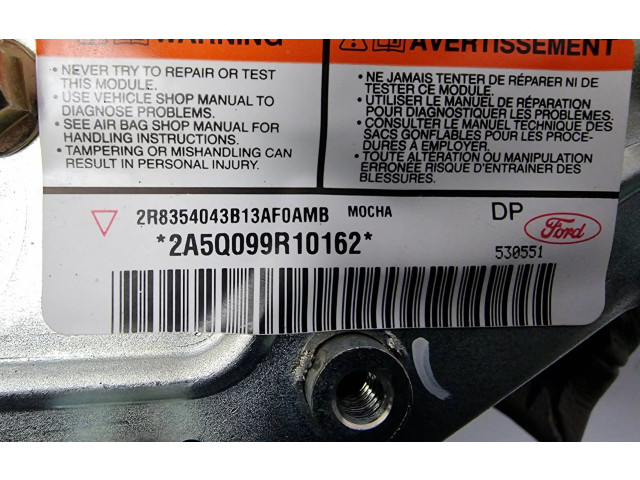 WARNING
• NEVER TRY TO REPAIR OR TEST
THIS MODULE.
• USE VEHICLE SHOP MANUAL TO
DIAGNOSE PROBLEMS.
• SEE AIR BAG SHOP MANUAL FOR
HANDLING INSTRUCTIONS.
• TAMPERING OR MISHANDLING CAN
RESULT IN PERSONAL INJURY.
AVERTISSEMENT
• NE JAMAIS TENTER DE RÉPARER NI DE
TESTER CE MODULE.
• UTILISER LE MANUEL DE RÉPARATION
POUR DIAGNOSTIQUER LES PROBLÈMES.
• CONSULTER LE MANUEL TECHNIQUE DES
SACS GONFLABLES POUR LES PROCE-
DURES À EMPLOYER.
• TOUTE ALTÉRATION OU MANIPULATION
ERRONÉE RISQUE D'ENTRAÎNER DES
BLESSURES.
2R8354043B13AF0AMB MOCHA DP Ford
*2A5Q099R10162* 530551